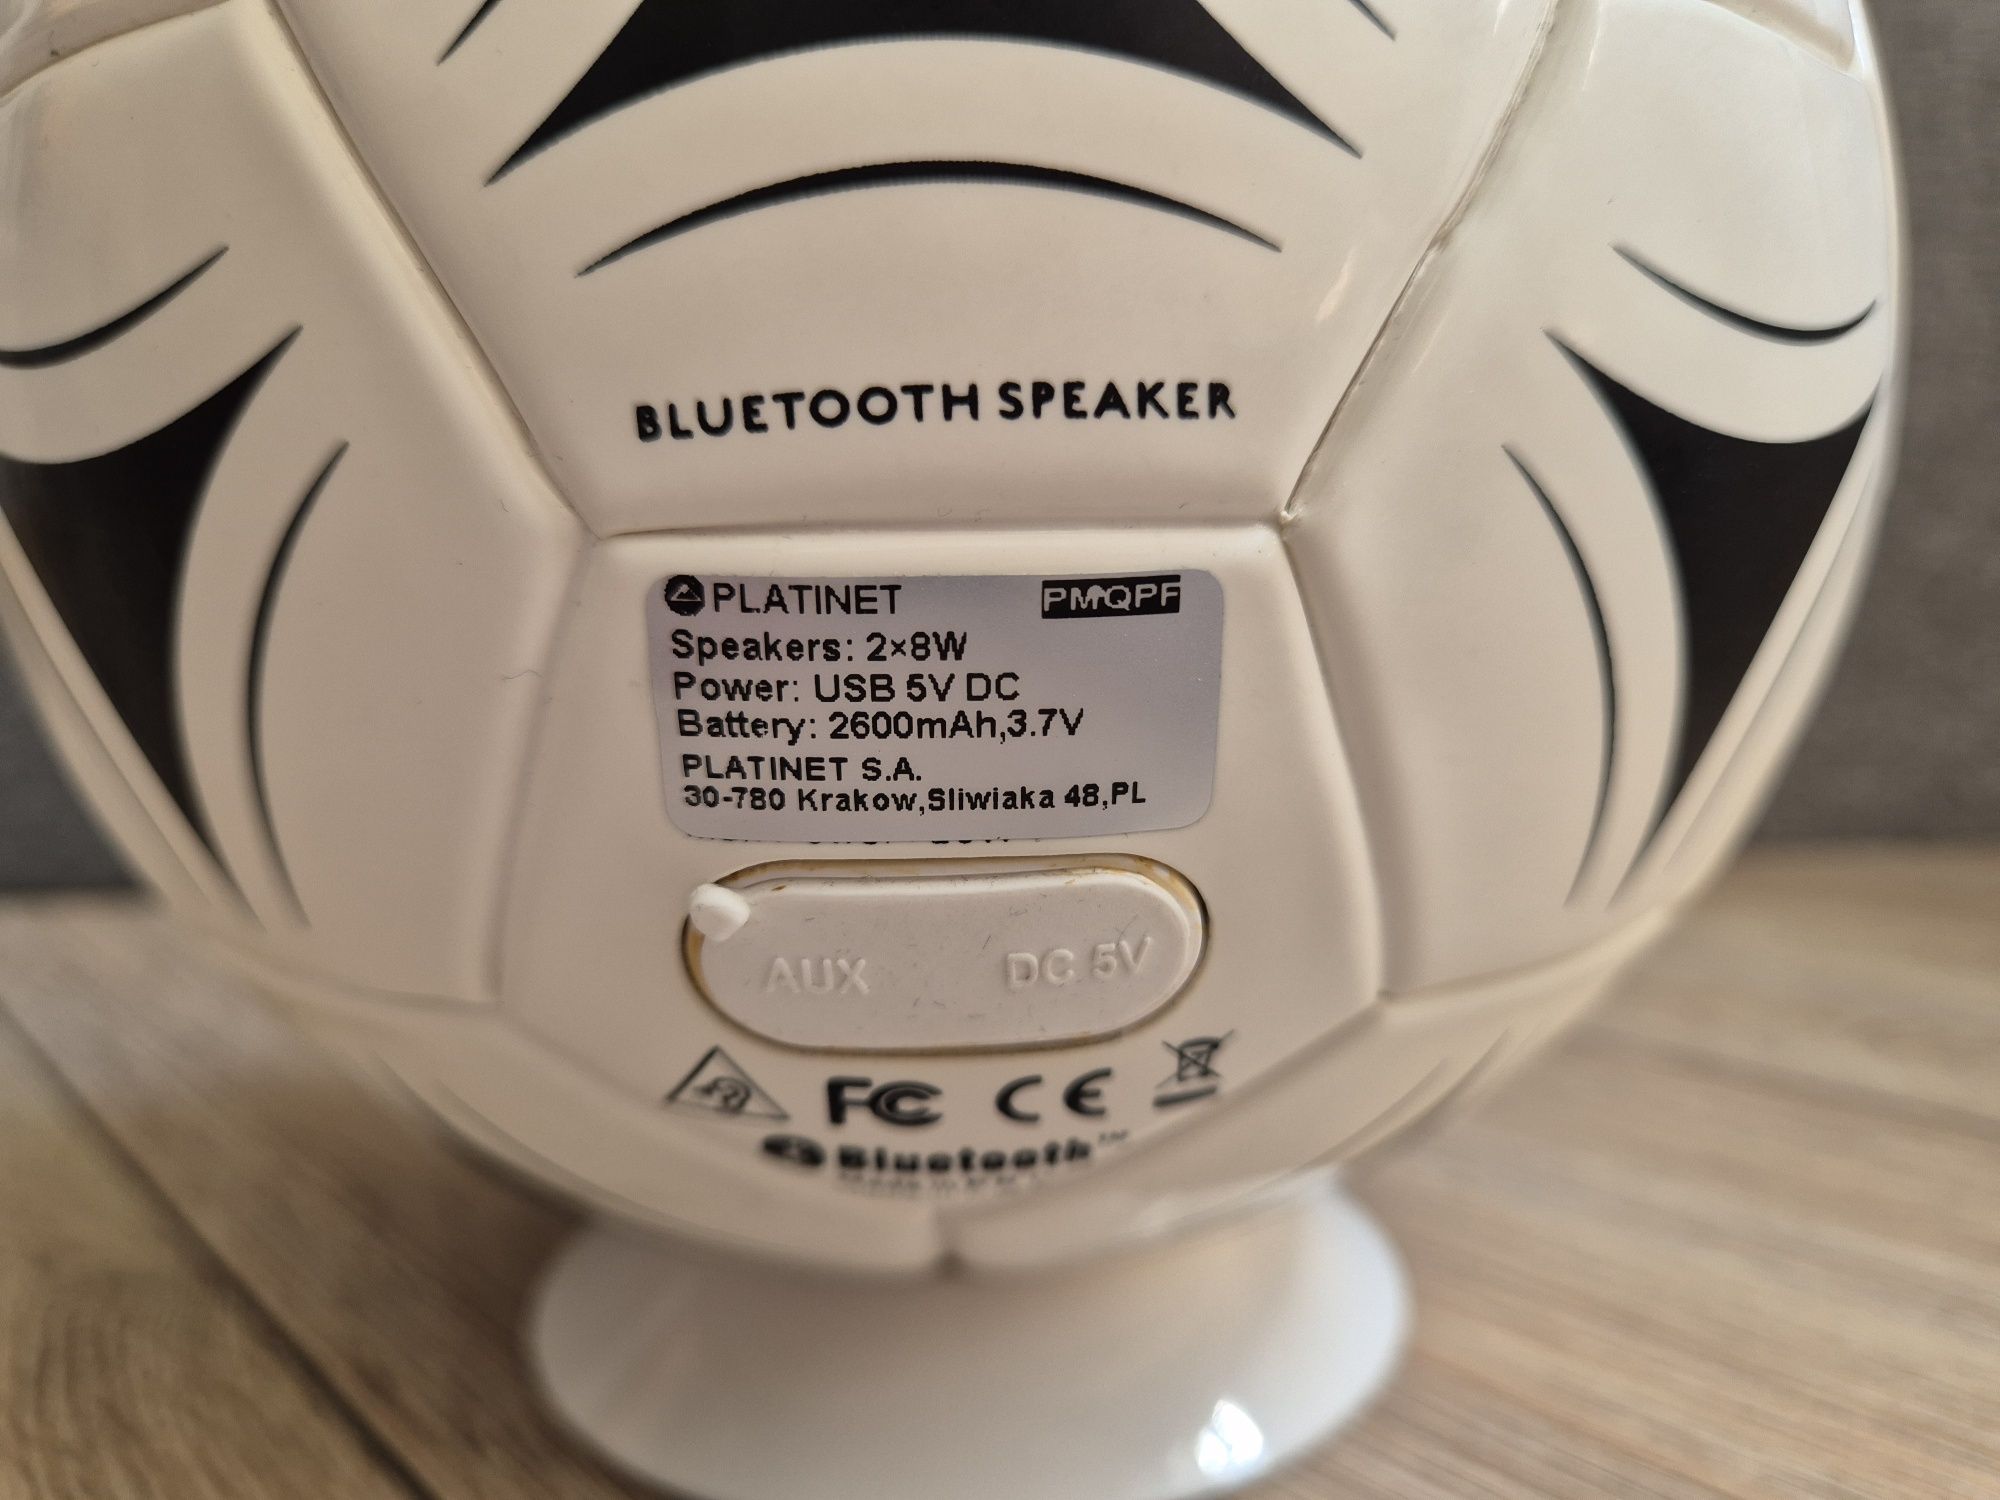 BLUETOOTH SPEAKER
PLATINET PMQPF
Speakers: 2×8W
Power: USB 5V DC
Battery: 2600mAh,3.7V
PLATINET S.A.
30-780 Krakow,Sliwiaka 48,PL
AUX DC 5V
FC CE
Bluetooth™